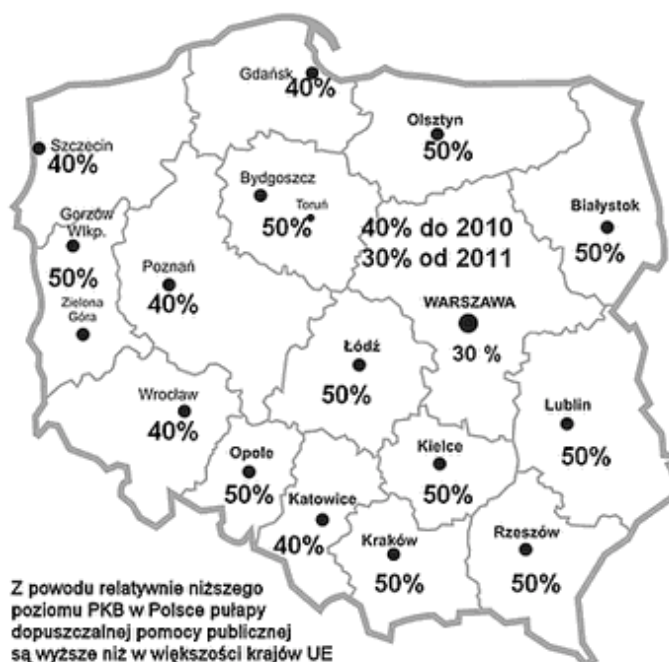 Gdańsk
40%
Olsztyn
50%
Szczecin
40%
Bydgoszcz
Toruń
50%
40% do 2010
30% od 2011
Białystok
50%
Gorzów
Wlkp.
50%
Zielona
Góra
Poznań
40%
WARSZAWA
30 %
Łódź
50%
Wrocław
40%
Lublin
50%
Opole
50%
Kielce
50%
Katowice
40%
Kraków
50%
Rzeszów
50%
Z powodu relatywnie niższego
poziomu PKB w Polsce pułapy
dopuszczalnej pomocy publicznej
są wyższe niż w większości krajów UE